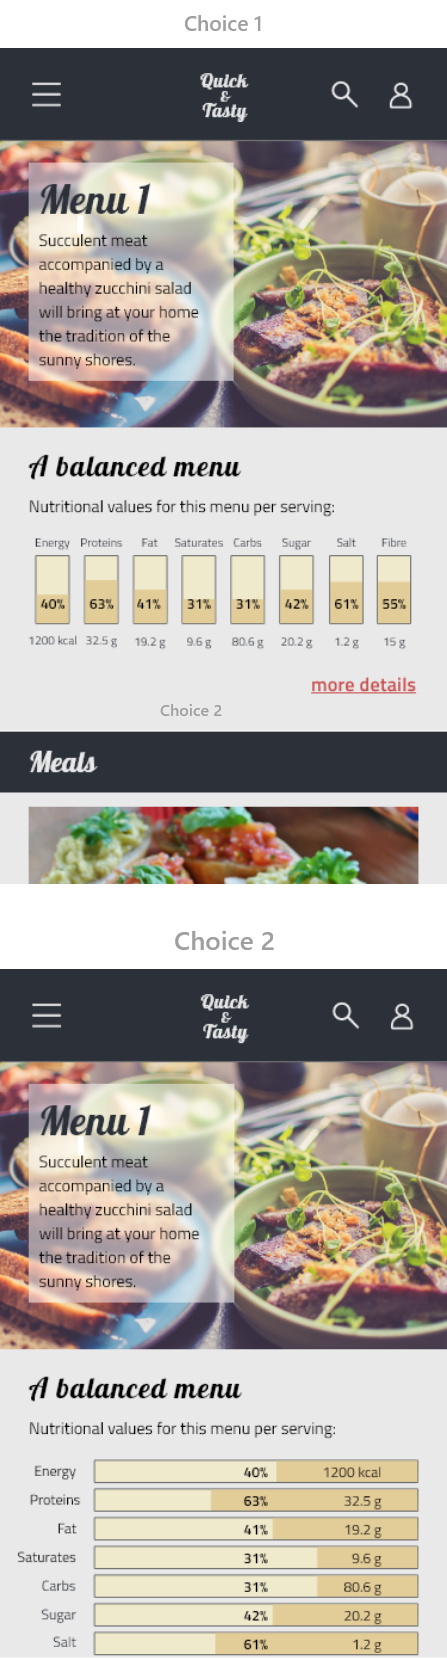 Choice 1
Quick
&
Tasty
Menu 1
Succulent meat
accompanied by a
healthy zucchini salad
will bring at your home
the tradition of the
sunny shores.
A balanced menu
Nutritional values for this menu per serving:
Energy Proteins Fat Saturates Carbs Sugar Salt Fibre
40% 63% 41% 31% 31% 42% 61% 55%
1200 kcal 32.5 g 19.2 g 9.6 g 80.6 g 20.2 g 1.2 g 15 g
more details
Choice 2
Meals
Choice 2
Quick
&
Tasty
Menu 1
Succulent meat
accompanied by a
healthy zucchini salad
will bring at your home
the tradition of the
sunny shores.
A balanced menu
Nutritional values for this menu per serving:
Energy 40% 1200 kcal
Proteins 63% 32.5 g
Fat 41% 19.2 g
Saturates 31% 9.6 g
Carbs 31% 80.6 g
Sugar 42% 20.2 g
Salt 61% 1.2 g